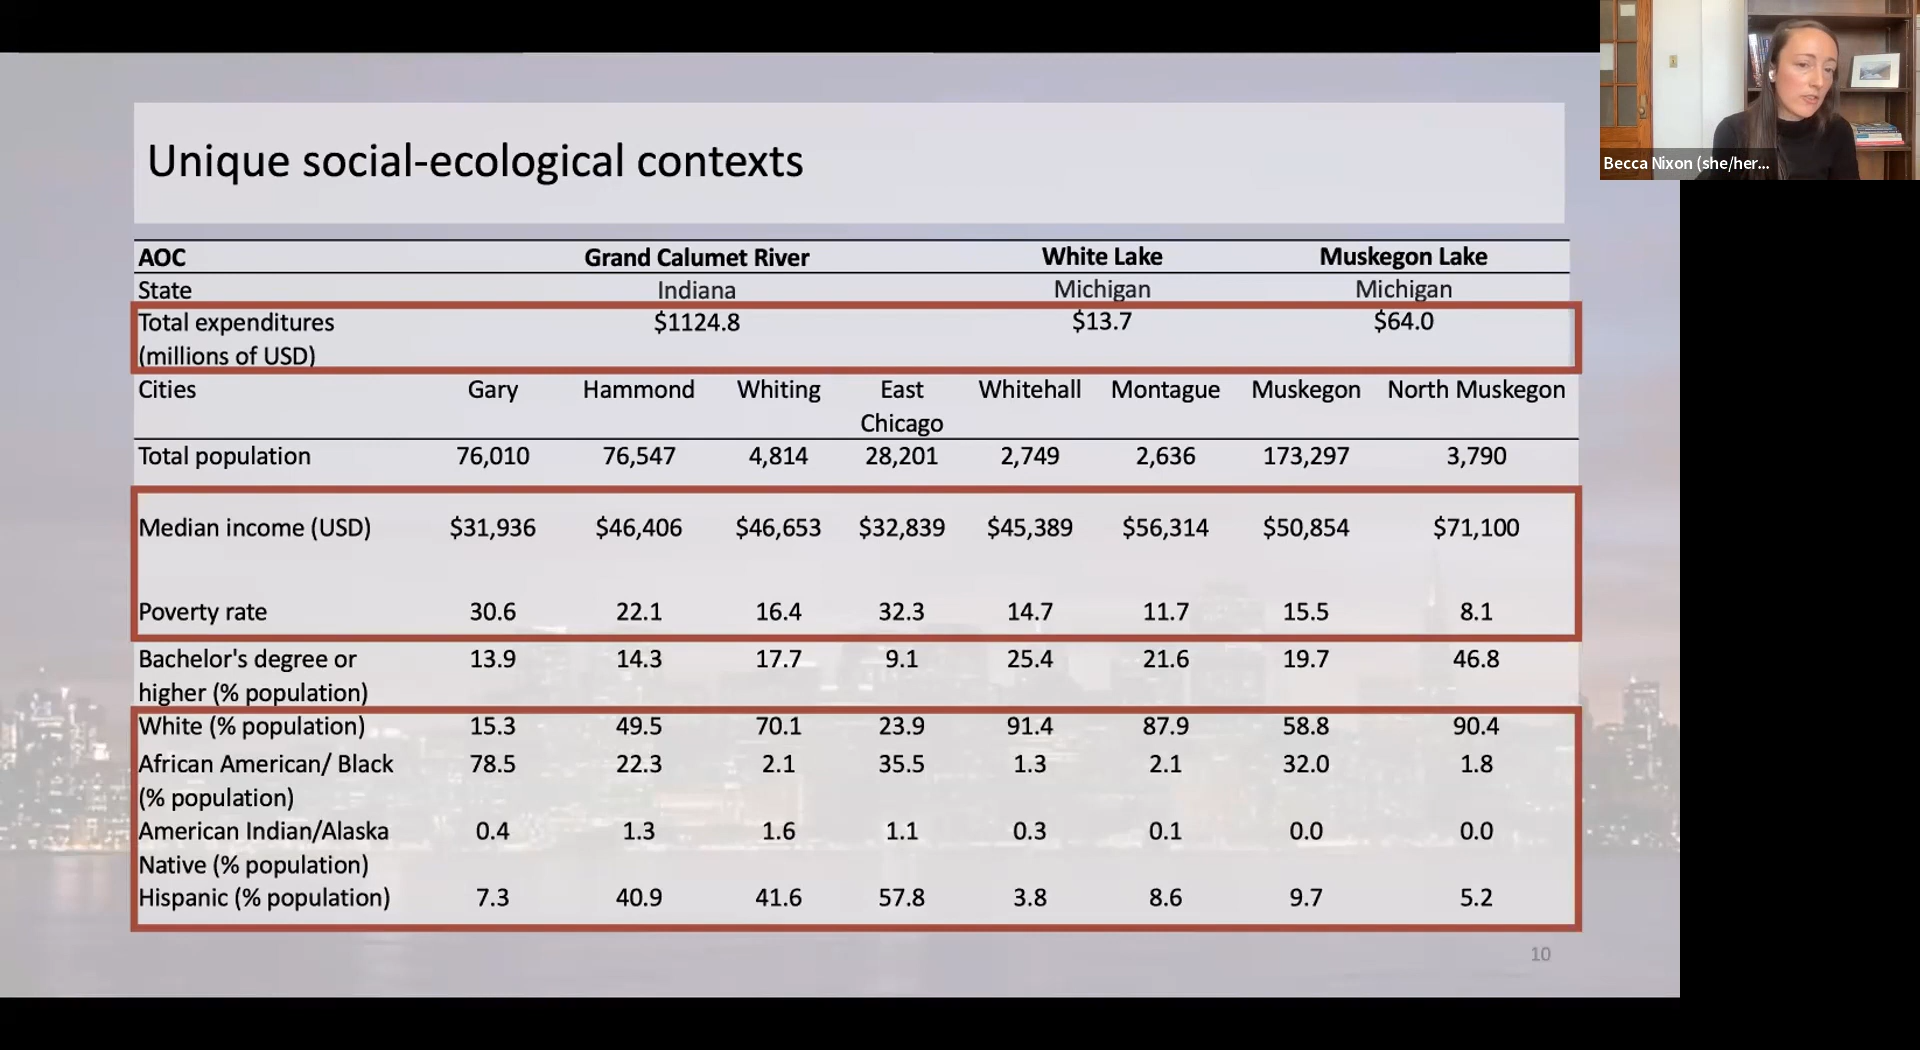 Unique social-ecological contexts
AOC Grand Calumet River White Lake Muskegon Lake
State Indiana Michigan Michigan
Total expenditures $1124.8 $13.7 $64.0
(millions of USD)
Cities Gary Hammond Whiting East Whitehall Montague Muskegon North Muskegon
Chicago
Total population 76,010 76,547 4,814 28,201 2,749 2,636 173,297 3,790
Median income (USD) $31,936 $46,406 $46,653 $32,839 $45,389 $56,314 $50,854 $71,100
Poverty rate 30.6 22.1 16.4 32.3 14.7 11.7 15.5 8.1
Bachelor's degree or 13.9 14.3 17.7 9.1 25.4 21.6 19.7 46.8
higher (% population)
White (% population) 15.3 49.5 70.1 23.9 91.4 87.9 58.8 90.4
African American/ Black 78.5 22.3 2.1 35.5 1.3 2.1 32.0 1.8
(% population)
American Indian/Alaska 0.4 1.3 1.6 1.1 0.3 0.1 0.0 0.0
Native (% population)
Hispanic (% population) 7.3 40.9 41.6 57.8 3.8 8.6 9.7 5.2
10
Becca Nixon (she/her...